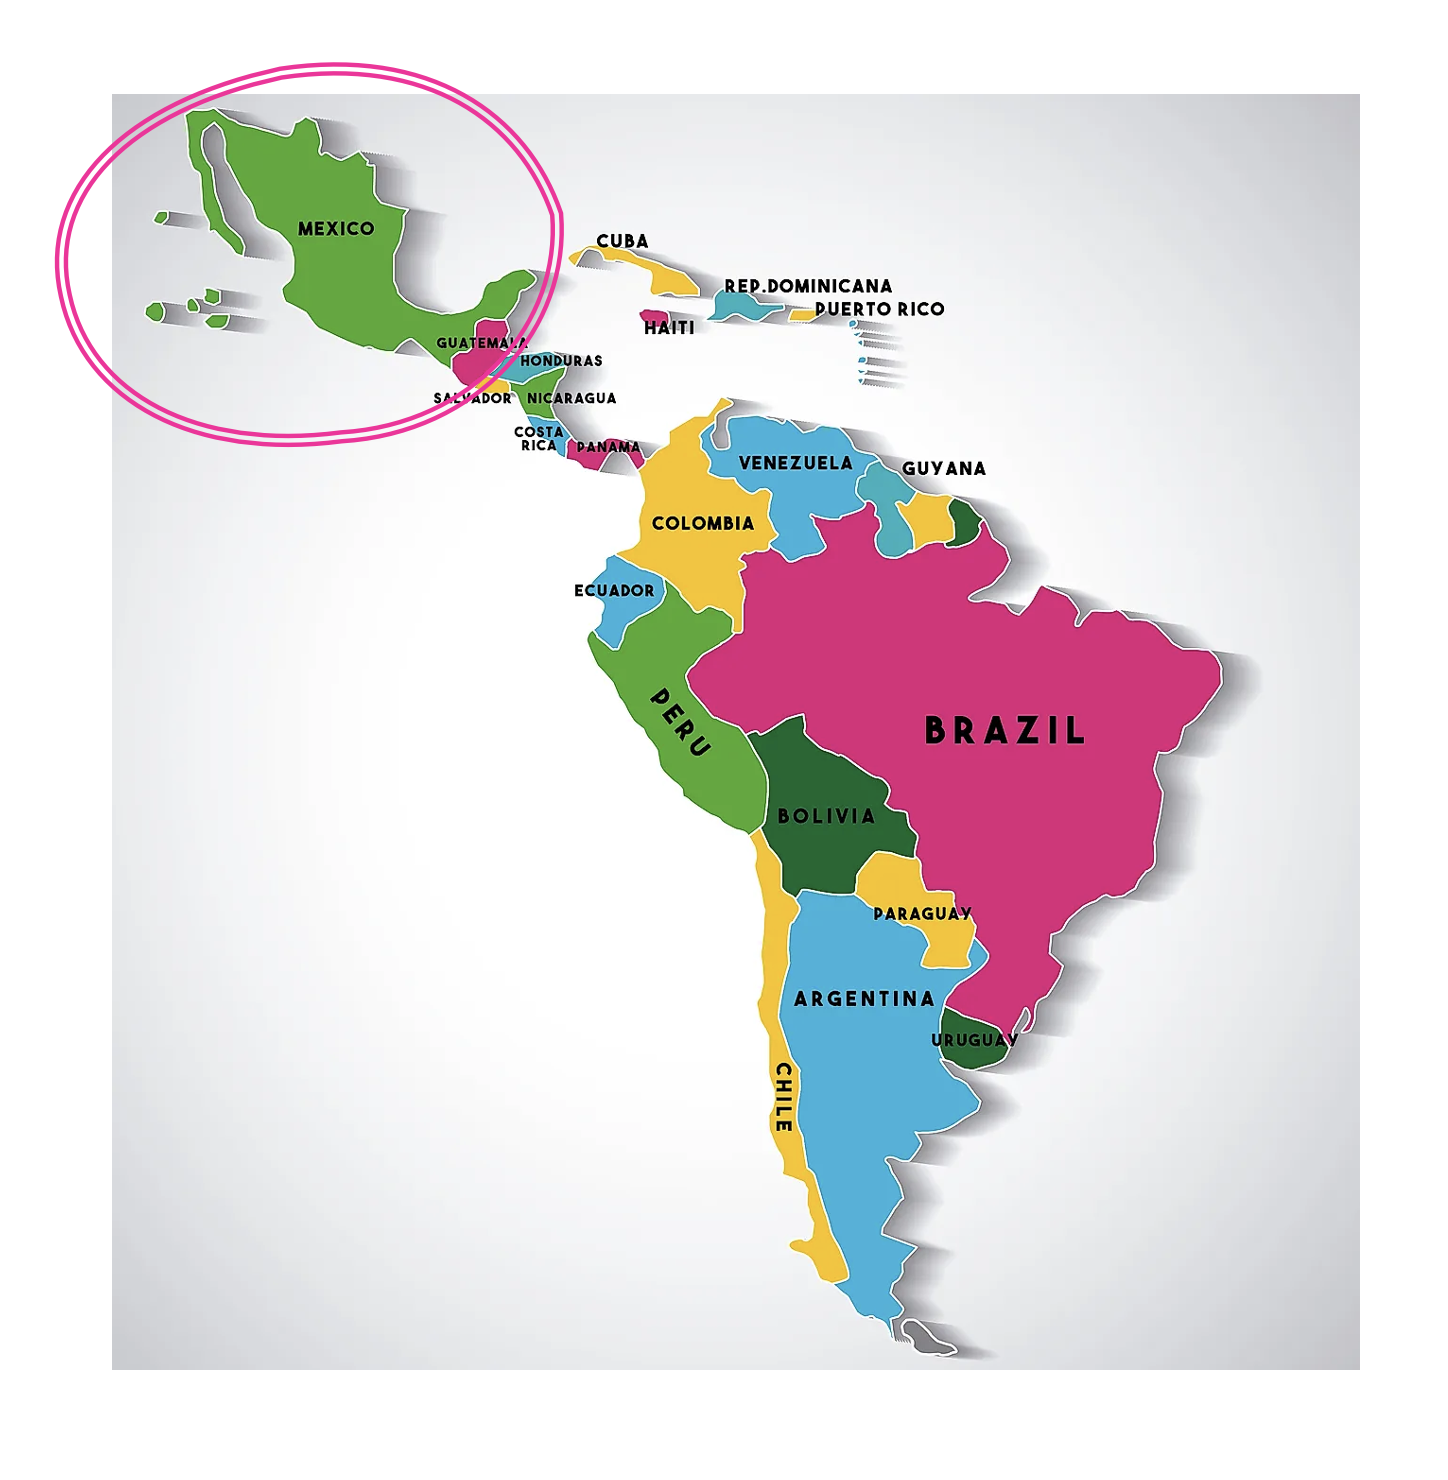 MEXICO
CUBA
REP.DOMINICANA
PUERTO RICO
HAITI
GUATEMALA
HONDURAS
SALVADOR
NICARAGUA
COSTA
RICA
PANAMA
VENEZUELA
GUYANA
COLOMBIA
ECUADOR
PERU
BRAZIL
BOLIVIA
PARAGUAY
ARGENTINA
URUGUAY
CHILE